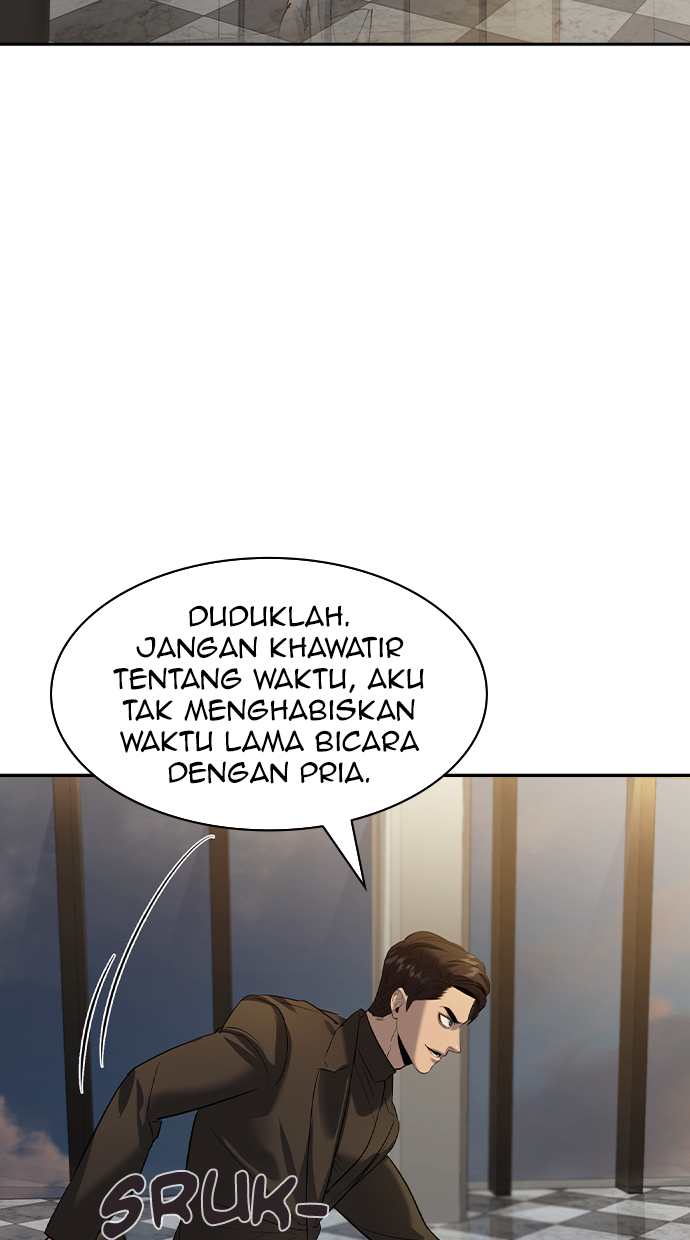 DUDUKLAH.
JANGAN KHAWATIR
TENTANG WAKTU, AKU
TAK MENGHABISKAN
WAKTU LAMA BICARA
DENGAN PRIA.
SRUK-